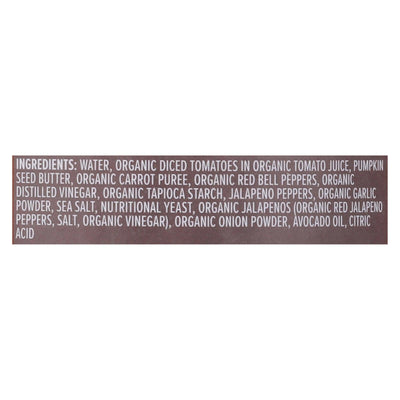 INGREDIENTS: WATER, ORGANIC DICED TOMATOES IN ORGANIC TOMATO JUICE, PUMPKIN
SEED BUTTER, ORGANIC CARROT PUREE, ORGANIC RED BELL PEPPERS, ORGANIC
DISTILLED VINEGAR, ORGANIC TAPIOCA STARCH, JALAPENO PEPPERS, ORGANIC GARLIC
POWDER, SEA SALT, NUTRITIONAL YEAST, ORGANIC JALAPENOS (ORGANIC RED JALAPENO
PEPPERS, SALT, ORGANIC VINEGAR), ORGANIC ONION POWDER, AVOCADO OIL, CITRIC
ACID